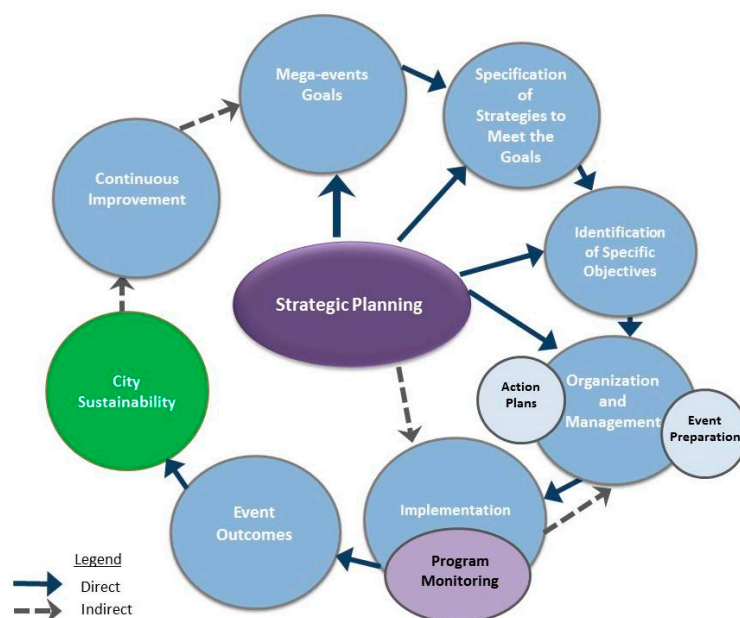 Mega-events
Goals
Specification
of
Strategies to
Meet the
Goals
Continuous
Improvement
Identification
of Specific
Objectives
Strategic Planning
City
Sustainability
Action
Plans
Organization
and
Management
Event
Preparation
Event
Outcomes
Implementation
Program
Monitoring
Legend
Direct
Indirect